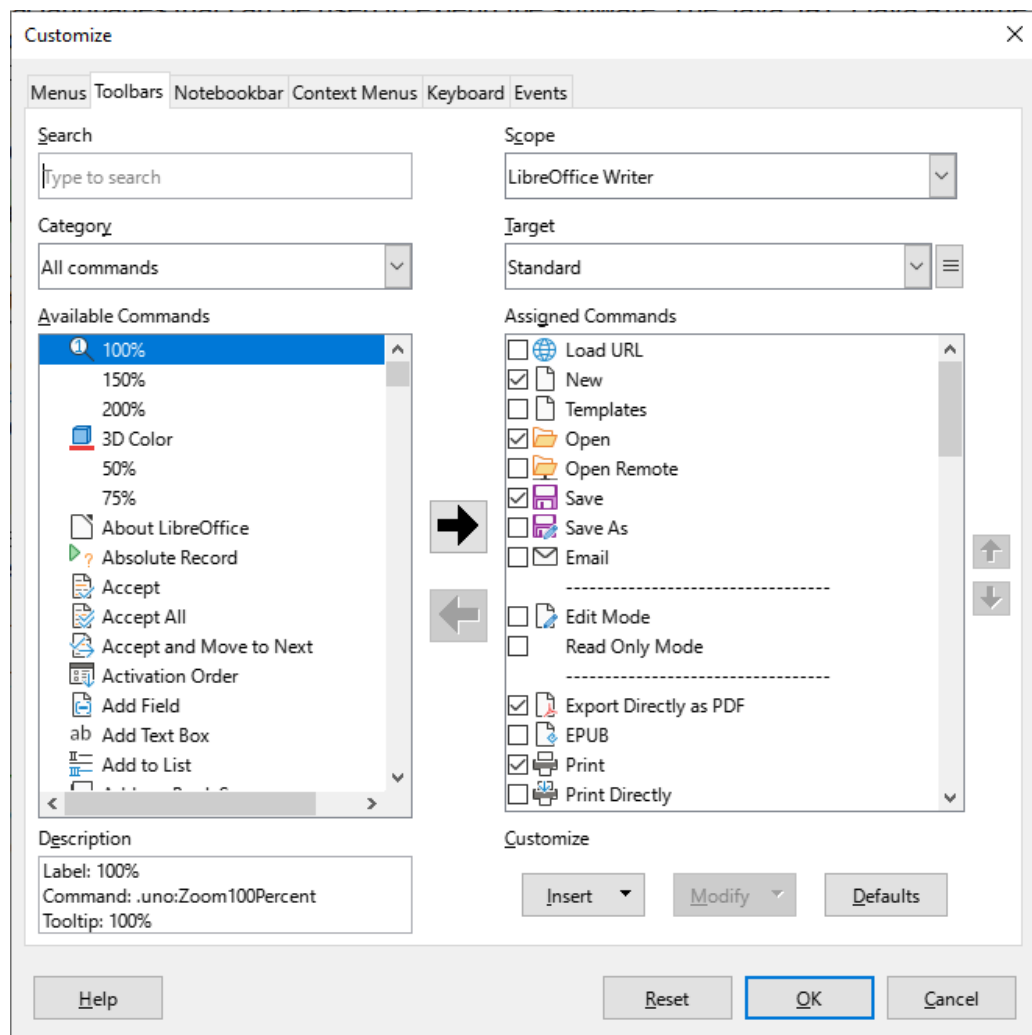 Customize
Menus Toolbars Notebookbar Context Menus Keyboard Events
Search
Type to search
Category
All commands
Available Commands
100%
150%
200%
3D Color
50%
75%
About LibreOffice
Absolute Record
Accept
Accept All
Accept and Move to Next
Activation Order
Add Field
ab Add Text Box
Add to List
Description
Label: 100%
Command: .uno:Zoom100Percent
Tooltip: 100%
Scope
LibreOffice Writer
Target
Standard
Assigned Commands
Load URL
New
Templates
Open
Open Remote
Save
Save As
Email
----------------------------------
Edit Mode
Read Only Mode
----------------------------------
Export Directly as PDF
EPUB
Print
Print Directly
Customize
Insert Modify Defaults
Help Reset OK Cancel